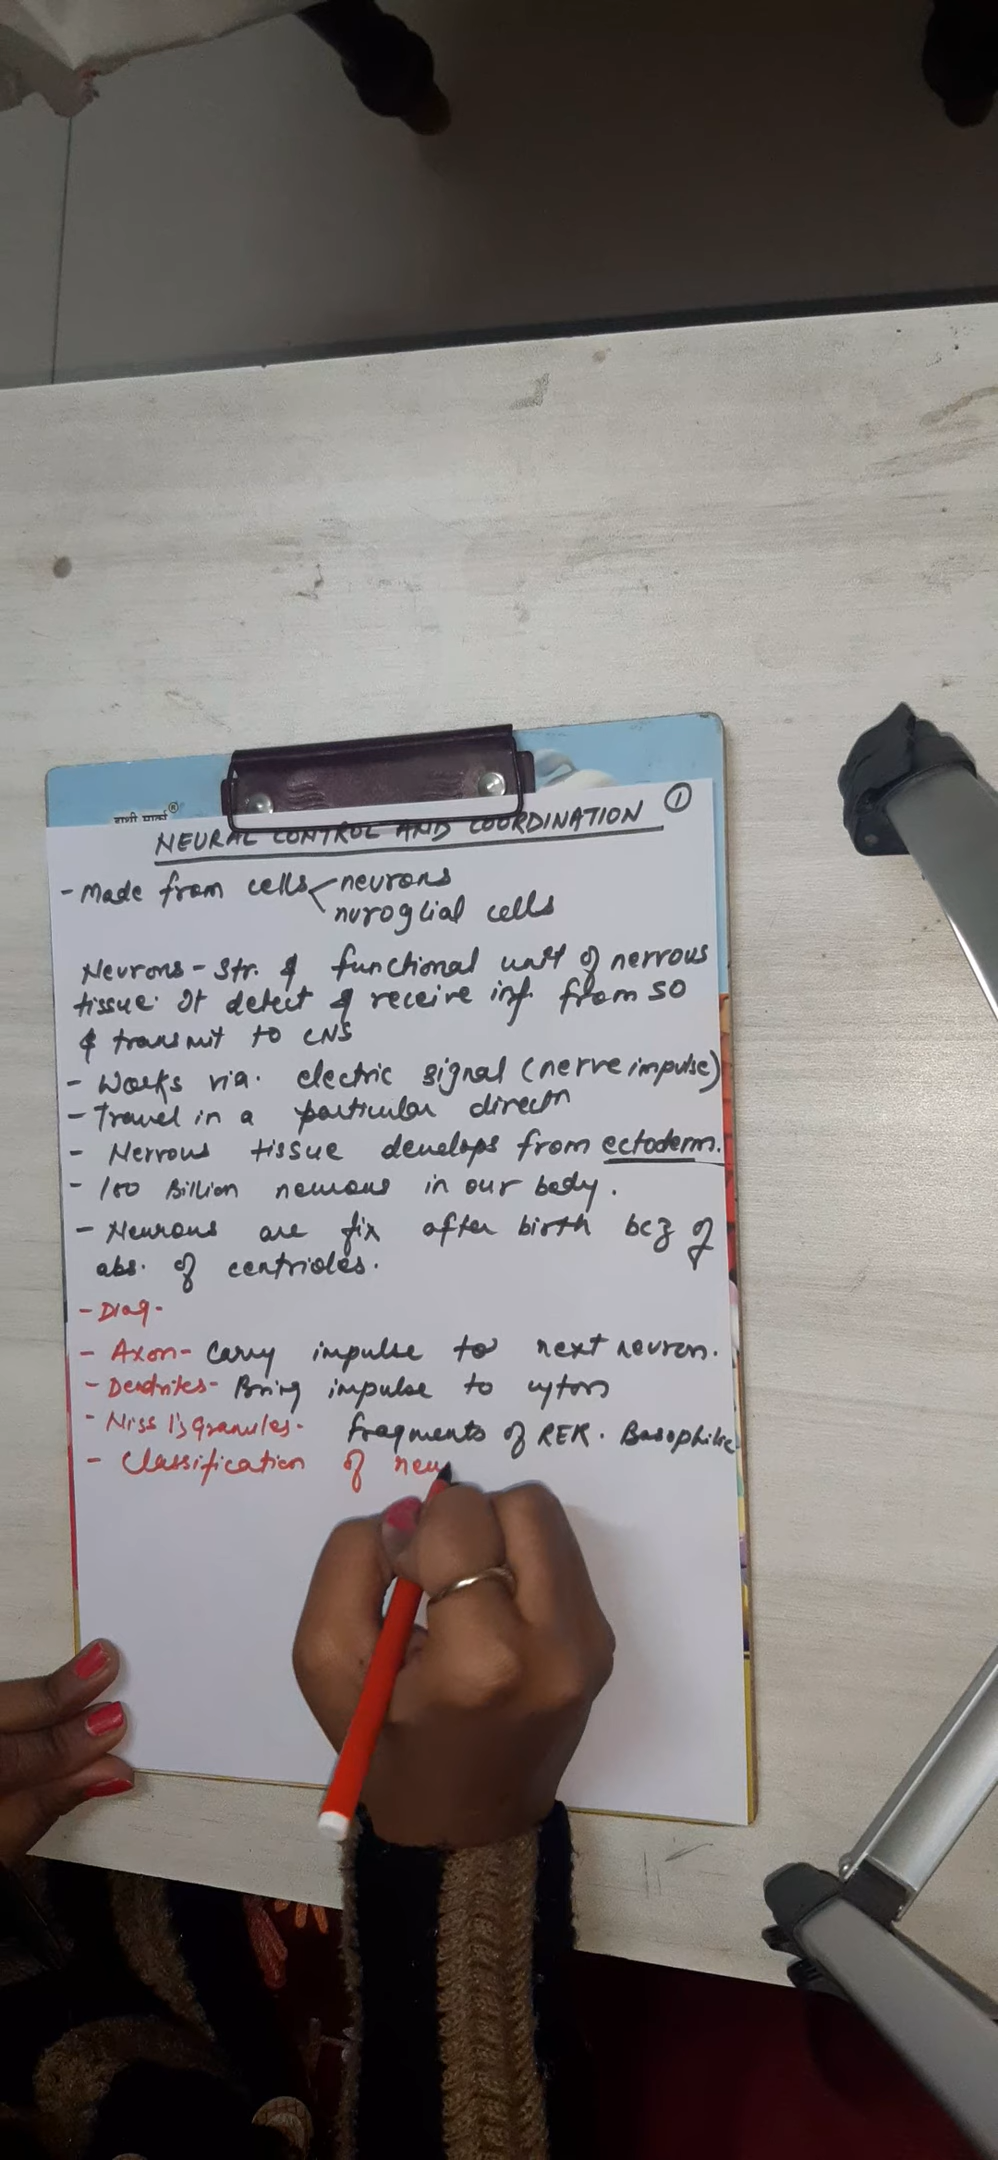 हाथी मार्का®
NEURAL CONTROL AND COORDINATION ①
- Made from cells neurons
nuroglial cells
Neurons - Str. & functional unit of nervous
tissue. It detect & receive inf. from SO
& transmit to CNS
- Works via. electric signal (nerve impulse)
- Travel in a particular directn
- Nervous tissue develops from ectoderm.
- 100 Billion neurons in our body.
- Neurons are fix after birth bcz of
abs. of centrioles.
- Diag -
- Axon - Carry impulse to next neuron.
- Dendrites - Bring impulse to cyton
- Nissl's granules - fragments of RER. Basophilic
- Classification of neu